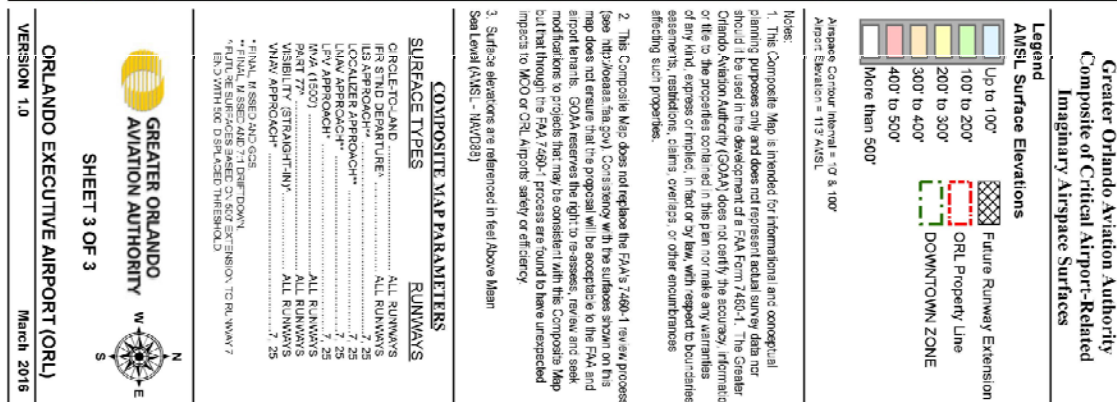 Greater Orlando Aviation Authority
Composite of Critical Airport-Related
Imaginary Airspace Surfaces
Legend
AMSL Surface Elevations
Up to 100'
100' to 200'
200' to 300'
300' to 400'
400' to 500'
More than 500'
Future Runway Extension
ORL Property Line
DOWNTOWN ZONE
Airspace Contour Interval = 10' & 100'
Airport Elevation = 113' AMSL
Notes:
1. This Composite Map is intended for informational and conceptual
planning purposes only and does not represent actual survey data nor
should it be used in the development of a FAA Form 7460-1. The Greater
Orlando Aviation Authority (GOAA) does not certify the accuracy, informatio
or title to the properties contained in this plan nor make any warranties
of any kind, express or implied, in fact or by law, with respect to boundaries
easements, restrictions, claims, overlaps, or other encumbrances
affecting such properties.
2. This Composite Map does not replace the FAA's 7460-1 review process
(see http://oeaaa.faa.gov). Consistency with the surfaces shown on this
map does not ensure that the proposal will be acceptable to the FAA and
airport tenants. GOAA reserves the right to re-assess, review and seek
modifications to projects that may be consistent with this Composite Map
but that through the FAA 7460-1 process are found to have unexpected
impacts to MCO or ORL Airports' safety or efficiency.
3. Surface elevations are referenced in feet Above Mean
Sea Level (AMSL - NAVD88).
COMPOSITE MAP PARAMETERS
SURFACE TYPES RUNWAYS
CIRCLE-TO-LAND ALL RUNWAYS
IFR STND DEPARTURE^ ALL RUNWAYS
ILS APPROACH** 7, 25
LOCALIZER APPROACH** 7, 25
LNAV APPROACH** 7, 25
LPV APPROACH* 7, 25
MVA (1500) ALL RUNWAYS
PART 77^ ALL RUNWAYS
VISIBILITY (STRAIGHT-IN)^ ALL RUNWAYS
VNAV APPROACH* 7, 25
* FINAL, MISSED AND GQS.
** FINAL, MISSED AND 7:1 DRIFTDOWN.
^ FUTURE SURFACES BASED ON 500' EXTENSION TO RUNWAY 7
END WITH 500' DISPLACED THRESHOLD.
GREATER ORLANDO
AVIATION AUTHORITY
N
W
E
S
SHEET 3 OF 3
ORLANDO EXECUTIVE AIRPORT (ORL)
VERSION 1.0 March 2016